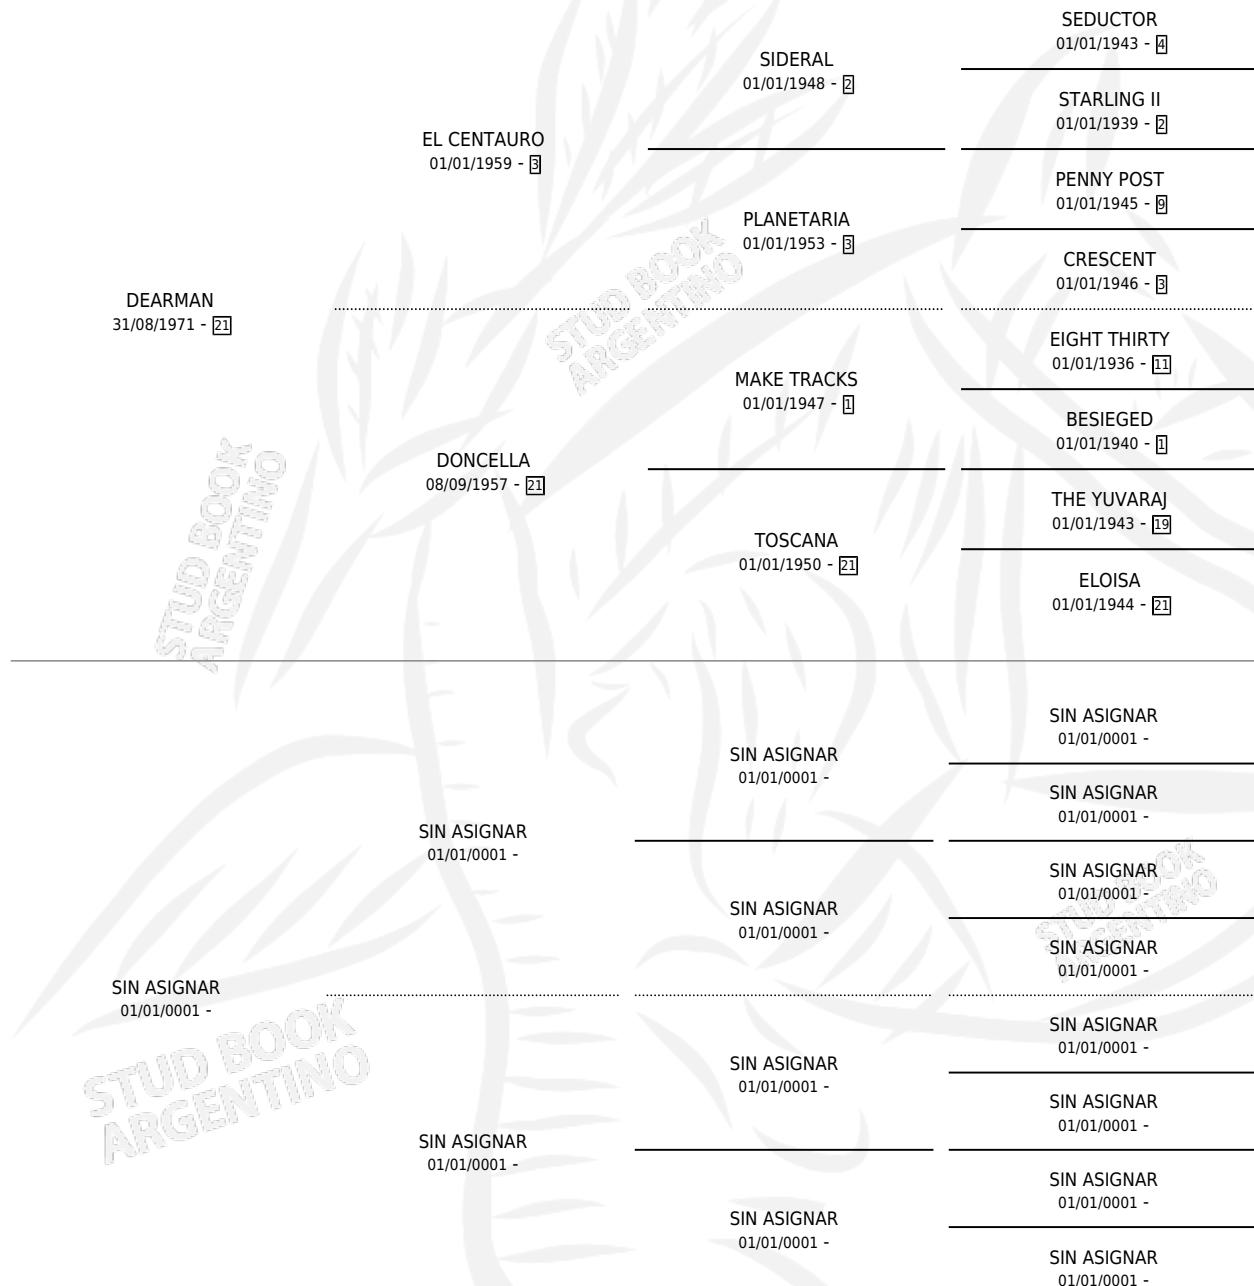 SEDUCTOR
01/01/1943 - 4
SIDERAL
01/01/1948 - 2
STARLING II
01/01/1939 - 2
EL CENTAURO
01/01/1959 - 3
PENNY POST
01/01/1945 - 9
PLANETARIA
01/01/1953 - 3
CRESCENT
01/01/1946 - 3
DEARMAN
31/08/1971 - 21
EIGHT THIRTY
01/01/1936 - 11
MAKE TRACKS
01/01/1947 - 1
BESIEGED
01/01/1940 - 1
DONCELLA
08/09/1957 - 21
THE YUVARAJ
01/01/1943 - 19
TOSCANA
01/01/1950 - 21
ELOISA
01/01/1944 - 21
STUD BOOK
ARGENTINO
STUD BOOK
ARGENTINO
SIN ASIGNAR
01/01/0001 -
SIN ASIGNAR
01/01/0001 -
SIN ASIGNAR
01/01/0001 -
SIN ASIGNAR
01/01/0001 -
SIN ASIGNAR
01/01/0001 -
SIN ASIGNAR
01/01/0001 -
SIN ASIGNAR
01/01/0001 -
SIN ASIGNAR
01/01/0001 -
SIN ASIGNAR
01/01/0001 -
SIN ASIGNAR
01/01/0001 -
SIN ASIGNAR
01/01/0001 -
SIN ASIGNAR
01/01/0001 -
SIN ASIGNAR
01/01/0001 -
SIN ASIGNAR
01/01/0001 -
SIN ASIGNAR
01/01/0001 -
STUD BOOK
ARGENTINO
STUD BOOK
ARGENTINO